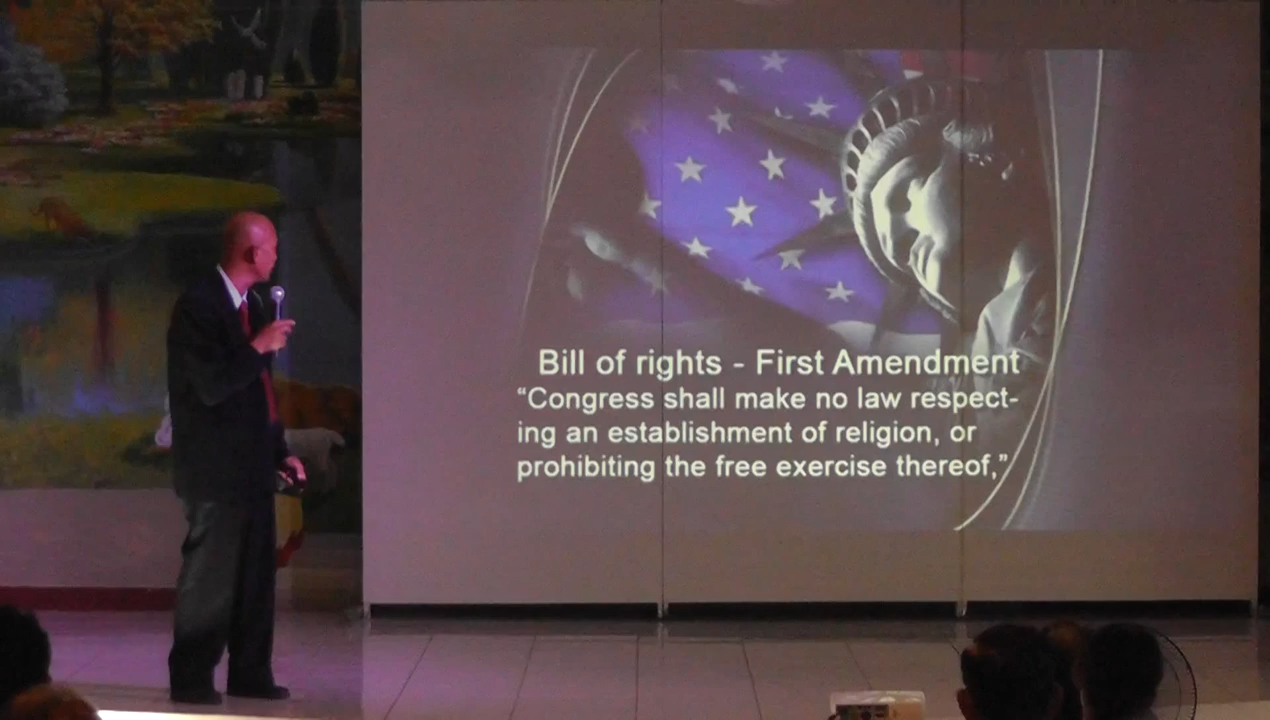 Bill of rights - First Amendment
“Congress shall make no law respect-
ing an establishment of religion, or
prohibiting the free exercise thereof,”